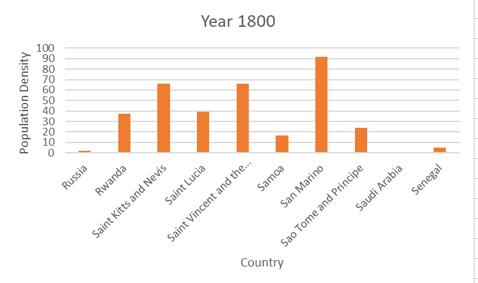 Year 1800
Population Density
100
90
80
70
60
50
40
30
20
10
0
Russia
Rwanda
Saint Kitts and Nevis
Saint Lucia
Saint Vincent and the...
Samoa
San Marino
Sao Tome and Principe
Saudi Arabia
Senegal
Country